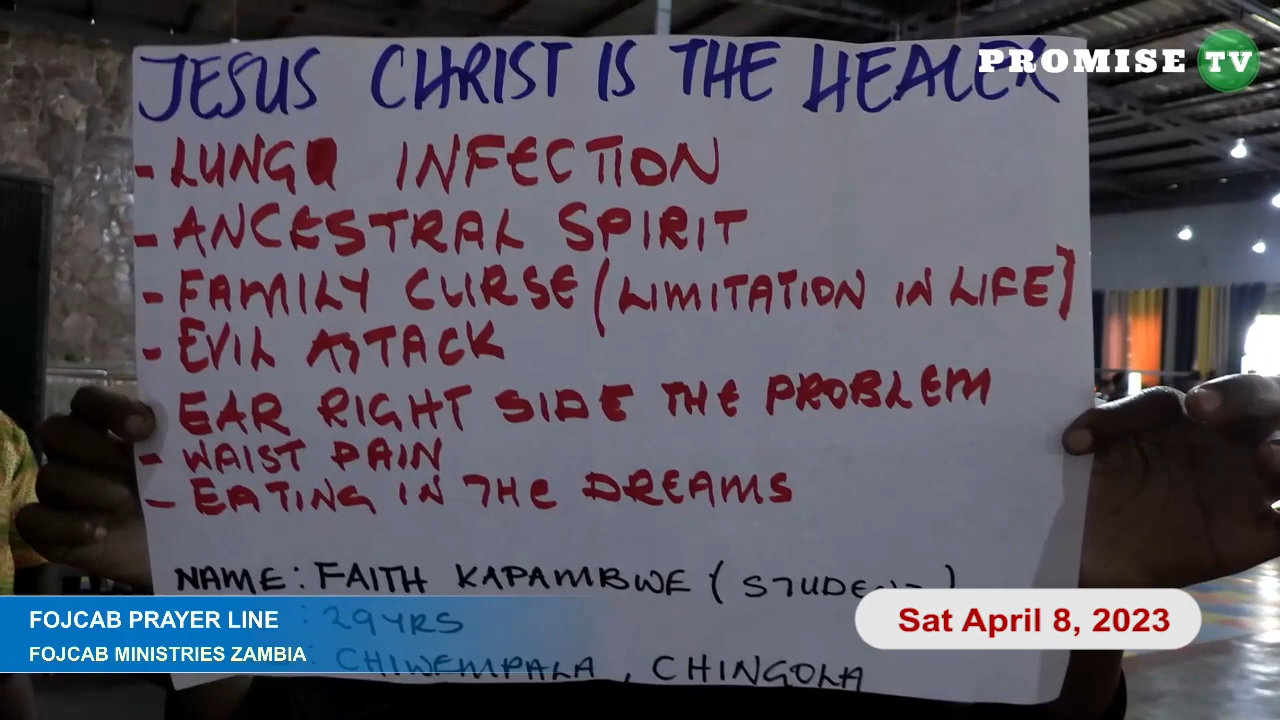 JESUS CHRIST IS THE HEALER
PROMISE TV
- LUNG INFECTION
- ANCESTRAL SPIRIT
- FAMILY CURSE (LIMITATION IN LIFE)
- EVIL ATTACK
EAR RIGHT SIDE THE PROBLEM
- WAIST PAIN
- EATING IN THE DREAMS
NAME: FAITH KAPAMBWE (STUDENT)
: 29YRS
: CHIWEMPALA, CHINGOLA
FOJCAB PRAYER LINE
FOJCAB MINISTRIES ZAMBIA
Sat April 8, 2023